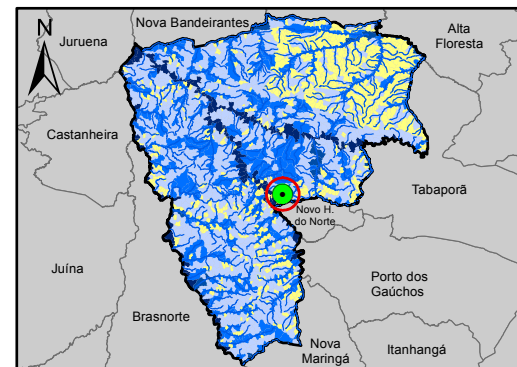 N
Nova Bandeirantes
Alta
Floresta
Juruena
Castanheira
Tabaporã
Novo H.
do Norte
Juína
Porto dos
Gaúchos
Brasnorte
Nova
Maringá
Itanhangá